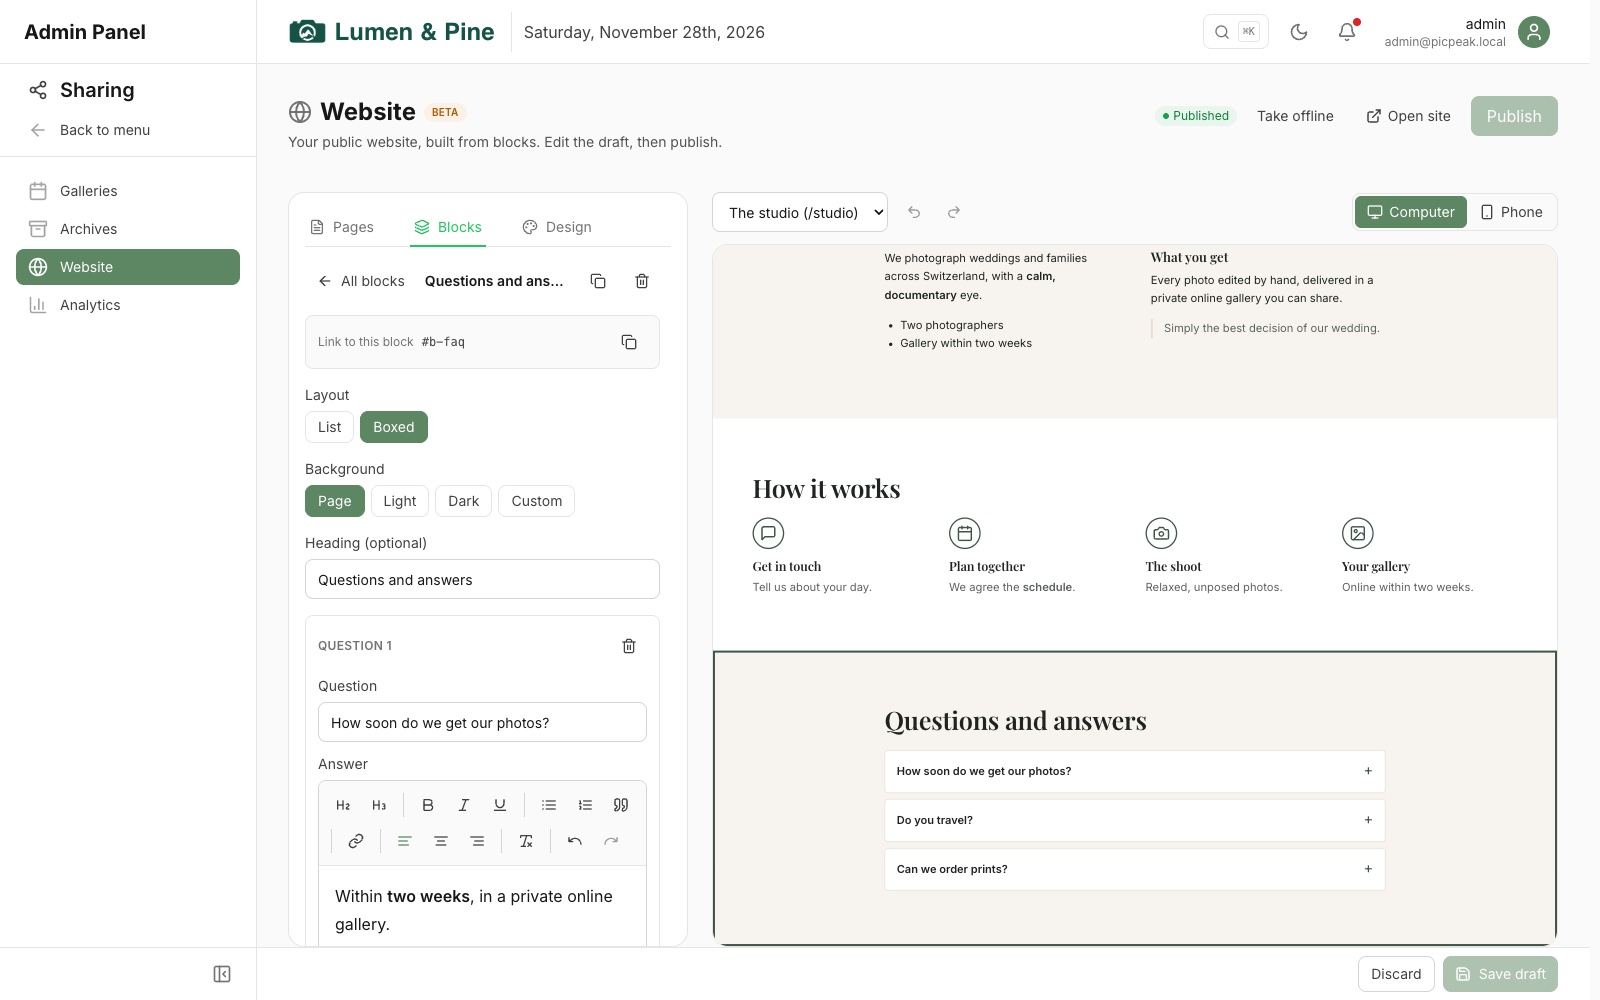 Admin Panel
Sharing
Back to menu
Galleries
Archives
Website
Analytics
Lumen & Pine
Saturday, November 28th, 2026
⌘K
admin
admin@picpeak.local
Website
BETA
Your public website, built from blocks. Edit the draft, then publish.
Published
Take offline
Open site
Publish
Pages
Blocks
Design
All blocks
Questions and ans...
Link to this block #b-faq
Layout
List
Boxed
Background
Page
Light
Dark
Custom
Heading (optional)
Questions and answers
QUESTION 1
Question
How soon do we get our photos?
Answer
H2
H3
Within two weeks, in a private online
gallery.
The studio (/studio)
Computer
Phone
We photograph weddings and families
across Switzerland, with a calm,
documentary eye.
• Two photographers
• Gallery within two weeks
What you get
Every photo edited by hand, delivered in a
private online gallery you can share.
Simply the best decision of our wedding.
How it works
Get in touch
Tell us about your day.
Plan together
We agree the schedule.
The shoot
Relaxed, unposed photos.
Your gallery
Online within two weeks.
Questions and answers
How soon do we get our photos? +
Do you travel? +
Can we order prints? +
Discard
Save draft